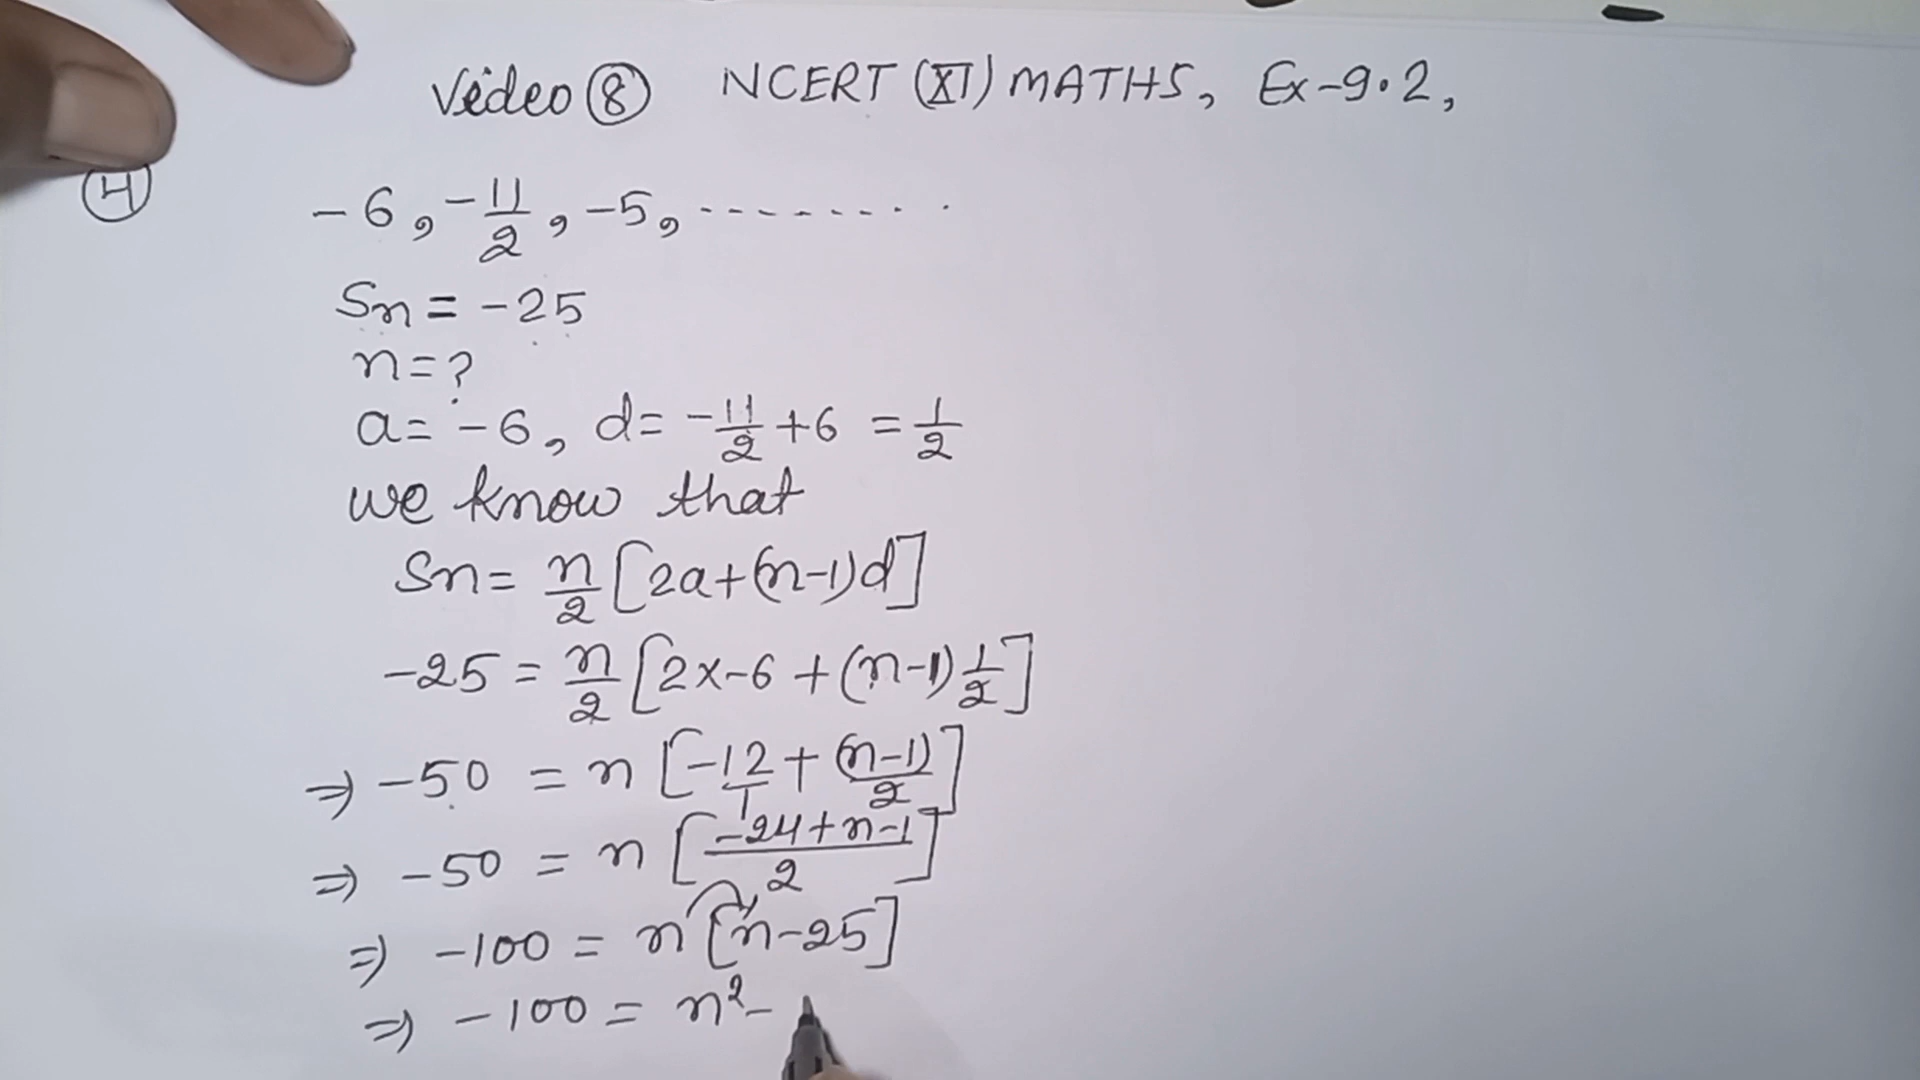 Video ⑧ NCERT (XI) MATHS, Ex-9.2,
④ -6, -11/2, -5, ---------
Sn = -25
n = ?
a = -6, d = -11/2 + 6 = 1/2
we know that
Sn = n/2 [2a+(n-1)d]
-25 = n/2 [2x-6 + (n-1) 1/2]
⇒ -50 = n [-12/1 + (n-1)/2]
⇒ -50 = n [(-24+n-1)/2]
⇒ -100 = n [n-25]
⇒ -100 = n² -